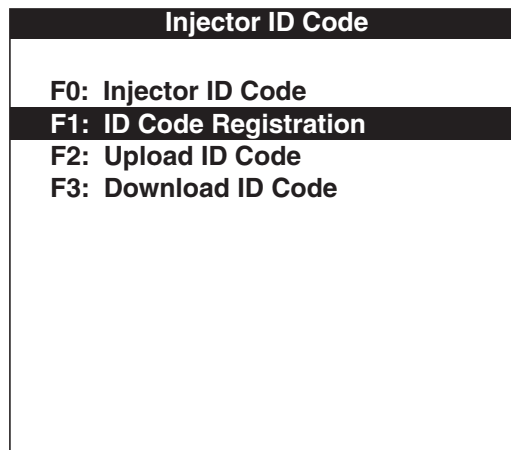 Injector ID Code
F0: Injector ID Code
F1: ID Code Registration
F2: Upload ID Code
F3: Download ID Code